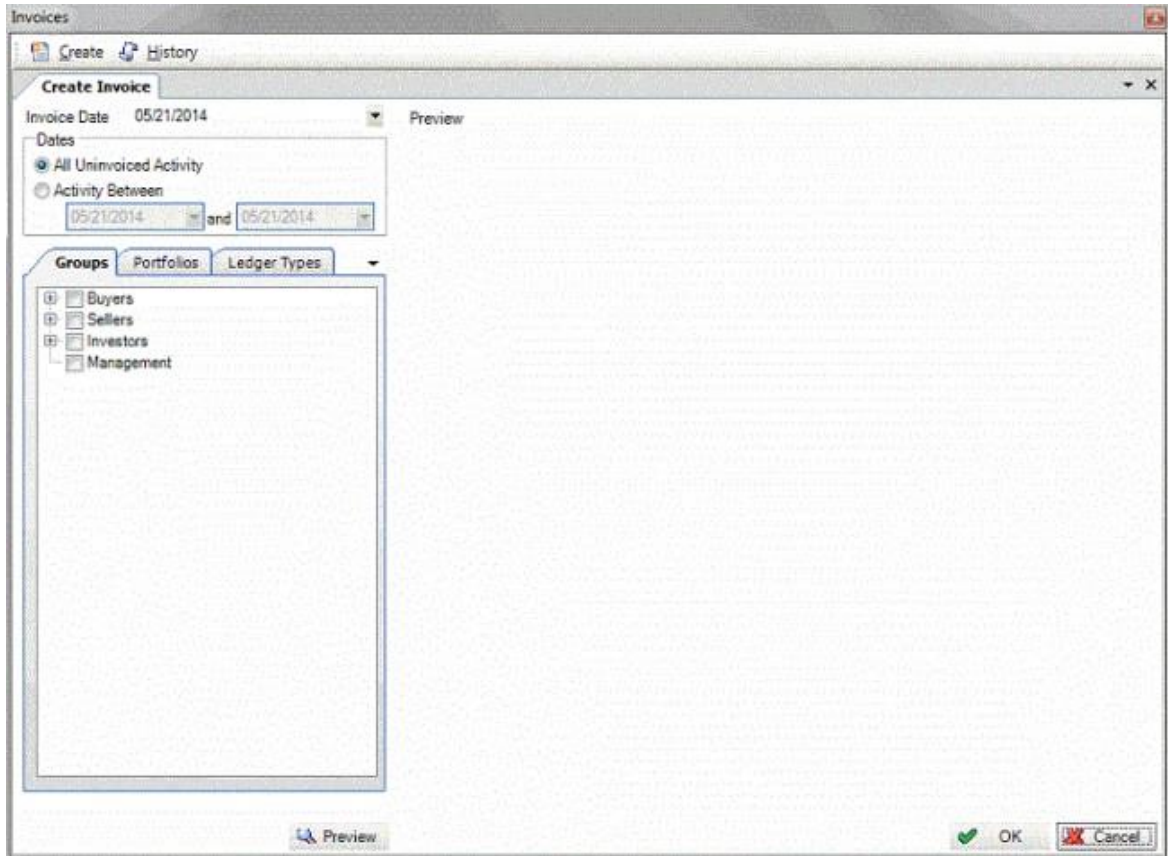 Invoices
Create History
Create Invoice
Invoice Date 05/21/2014 Preview
Dates
All Uninvoiced Activity
Activity Between
05/21/2014 and 05/21/2014
Groups Portfolios Ledger Types
Buyers
Sellers
Investors
Management
Preview OK Cancel